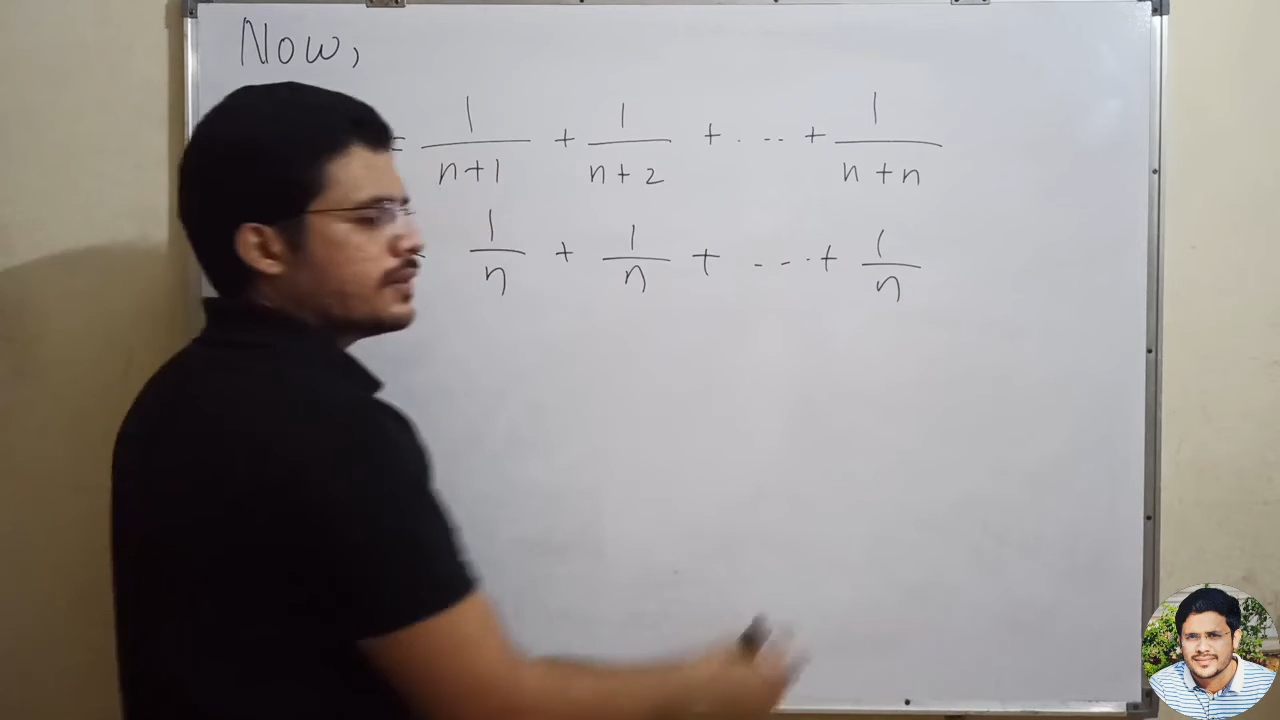 Now,
= 1/(n+1) + 1/(n+2) + . -- + 1/(n+n)
1/n + 1/n + - - - + 1/n